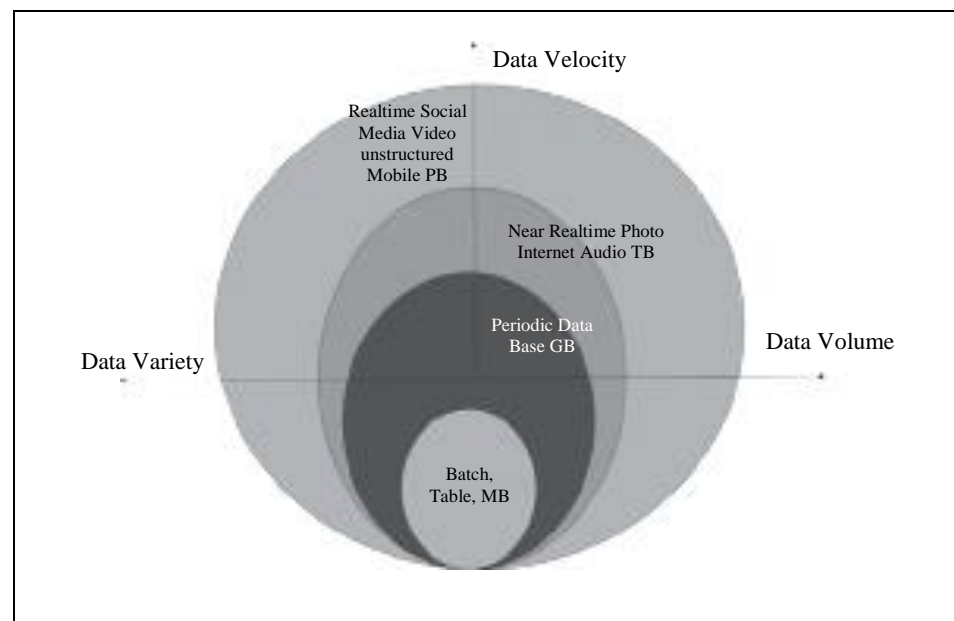 Data Velocity
Realtime Social
Media Video
unstructured
Mobile PB
Near Realtime Photo
Internet Audio TB
Periodic Data
Base GB
Data Volume
Data Variety
Batch,
Table, MB